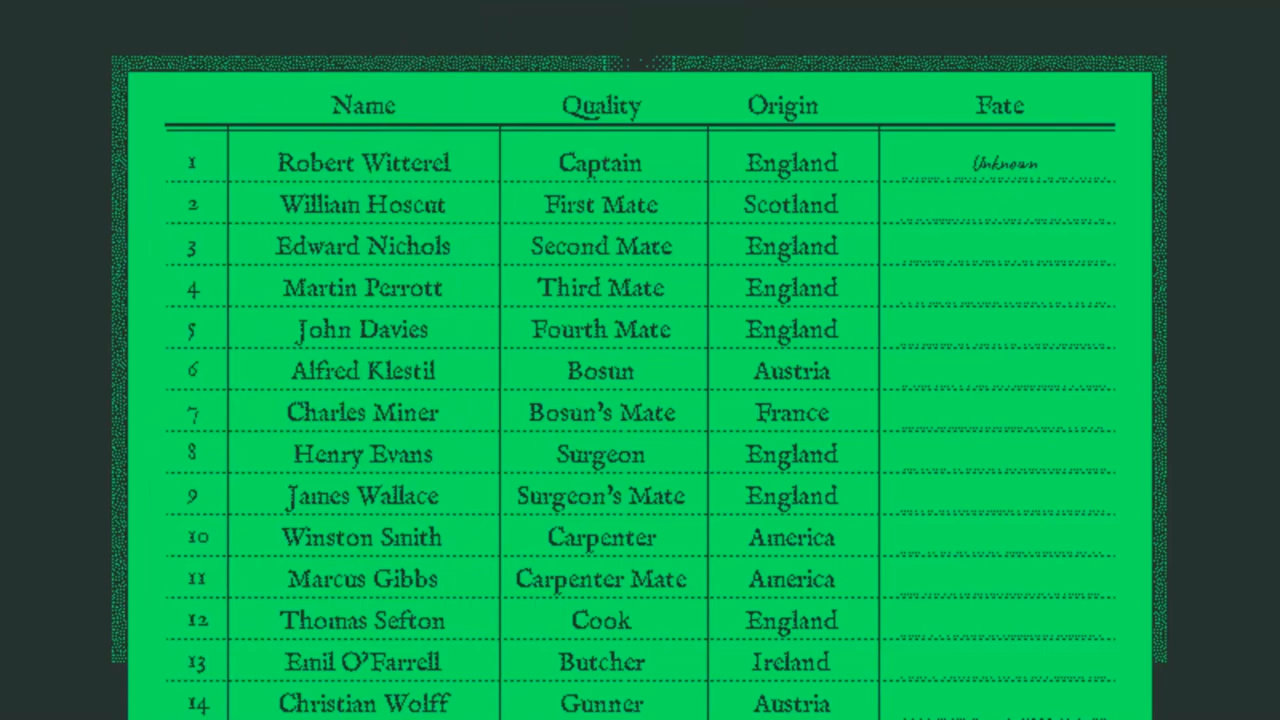 Name Quality Origin Fate
1 Robert Witterel Captain England Unknown
2 William Hoscut First Mate Scotland
3 Edward Nichols Second Mate England
4 Martin Perrott Third Mate England
5 John Davies Fourth Mate England
6 Alfred Klestil Bosun Austria
7 Charles Miner Bosun's Mate France
8 Henry Evans Surgeon England
9 James Wallace Surgeon's Mate England
10 Winston Smith Carpenter America
11 Marcus Gibbs Carpenter Mate America
12 Thomas Sefton Cook England
13 Emil O'Farrell Butcher Ireland
14 Christian Wolff Gunner Austria